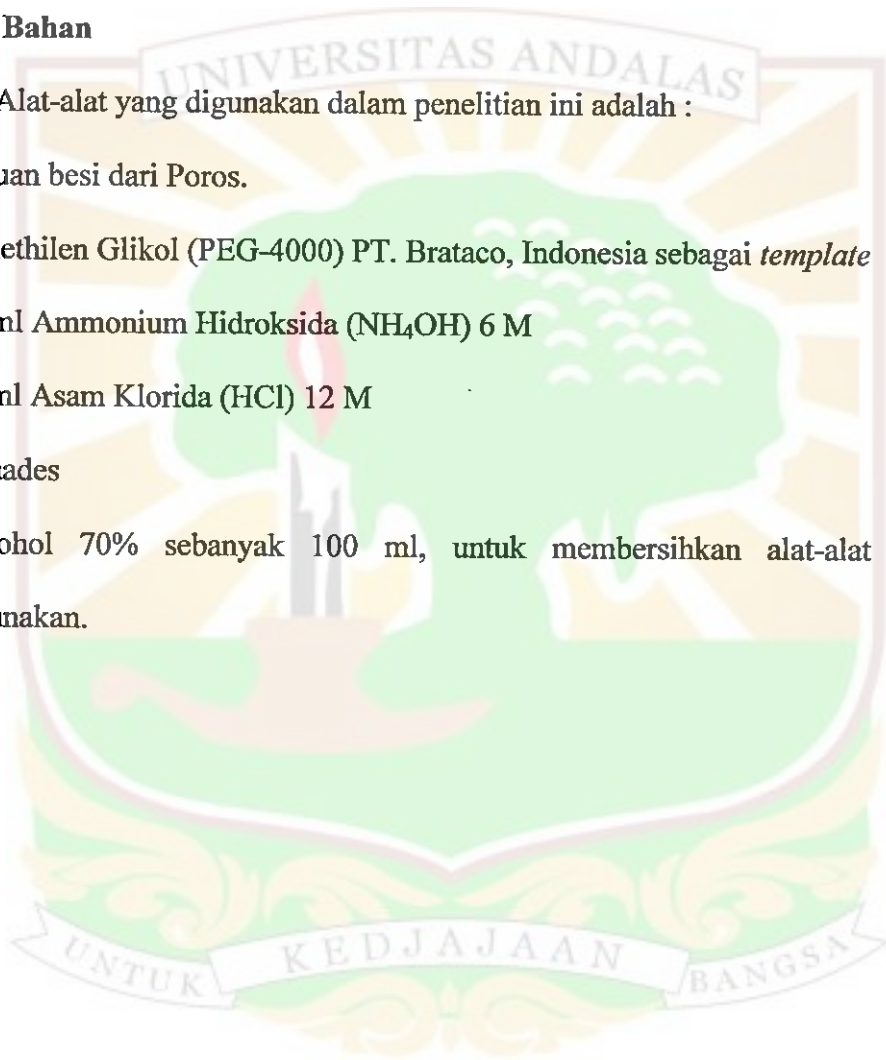 Bahan
UNIVERSITAS ANDALAS
Alat-alat yang digunakan dalam penelitian ini adalah :
uan besi dari Poros.
ethilen Glikol (PEG-4000) PT. Brataco, Indonesia sebagai template
ml Ammonium Hidroksida (NH₄OH) 6 M
ml Asam Klorida (HCl) 12 M
ades
ohol 70% sebanyak 100 ml, untuk membersihkan alat-alat
nakan.
UNTUK KEDJAJAAN BANGSA